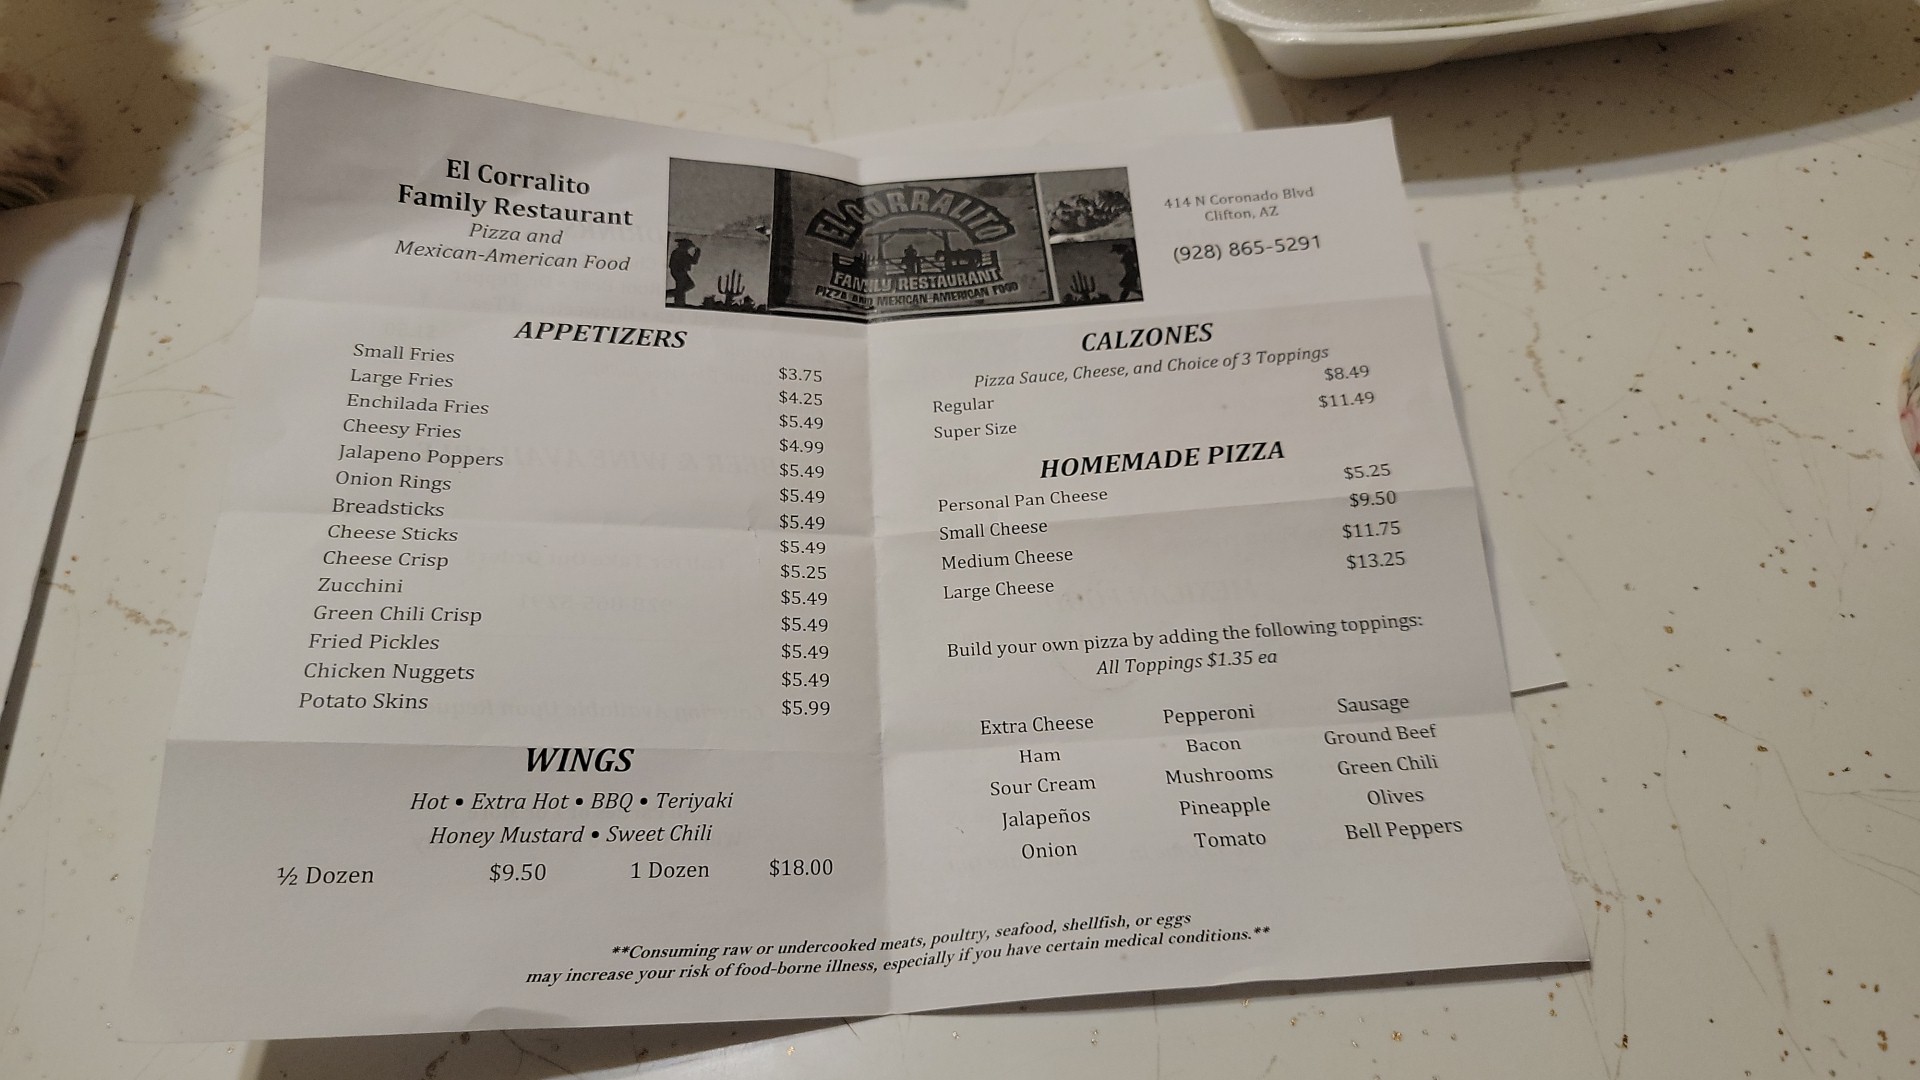 El Corralito
Family Restaurant
Pizza and
Mexican-American Food
EL CORRALITO
FAMILY RESTAURANT
PIZZA AND MEXICAN-AMERICAN FOOD
414 N Coronado Blvd
Clifton, AZ
(928) 865-5291
APPETIZERS
Small Fries $3.75
Large Fries $4.25
Enchilada Fries $5.49
Cheesy Fries $4.99
Jalapeno Poppers $5.49
Onion Rings $5.49
Breadsticks $5.49
Cheese Sticks $5.49
Cheese Crisp $5.25
Zucchini $5.49
Green Chili Crisp $5.49
Fried Pickles $5.49
Chicken Nuggets $5.49
Potato Skins $5.99
WINGS
Hot • Extra Hot • BBQ • Teriyaki
Honey Mustard • Sweet Chili
½ Dozen $9.50 1 Dozen $18.00
CALZONES
Pizza Sauce, Cheese, and Choice of 3 Toppings
Regular $8.49
Super Size $11.49
HOMEMADE PIZZA
Personal Pan Cheese $5.25
Small Cheese $9.50
Medium Cheese $11.75
Large Cheese $13.25
Build your own pizza by adding the following toppings:
All Toppings $1.35 ea
Extra Cheese Pepperoni Sausage
Ham Bacon Ground Beef
Sour Cream Mushrooms Green Chili
Jalapeños Pineapple Olives
Onion Tomato Bell Peppers
**Consuming raw or undercooked meats, poultry, seafood, shellfish, or eggs
may increase your risk of food-borne illness, especially if you have certain medical conditions.**